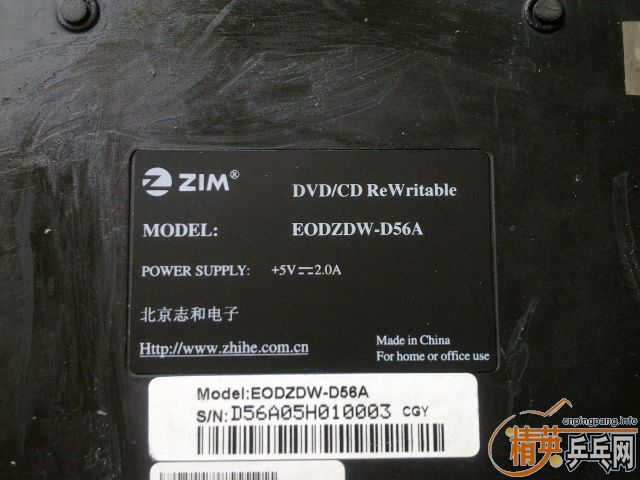 ZIM®
DVD/CD ReWritable
MODEL: EODZDW-D56A
POWER SUPPLY: +5V⎓2.0A
北京志和电子
Http://www.zhihe.com.cn
Made in China
For home or office use
Model:EODZDW-D56A
S/N:D56A05H010003 CGY
cnpingpang.info
精英乒乓网